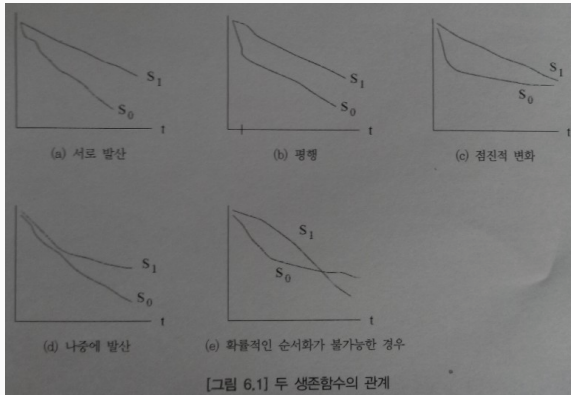 S₁
S₀
t
(a) 서로 발산
S₁
S₀
t
(b) 평행
S₁
S₀
t
(c) 점진적 변화
S₁
S₀
t
(d) 나중에 발산
S₁
S₀
t
(e) 확률적인 순서화가 불가능한 경우
[그림 6.1] 두 생존함수의 관계